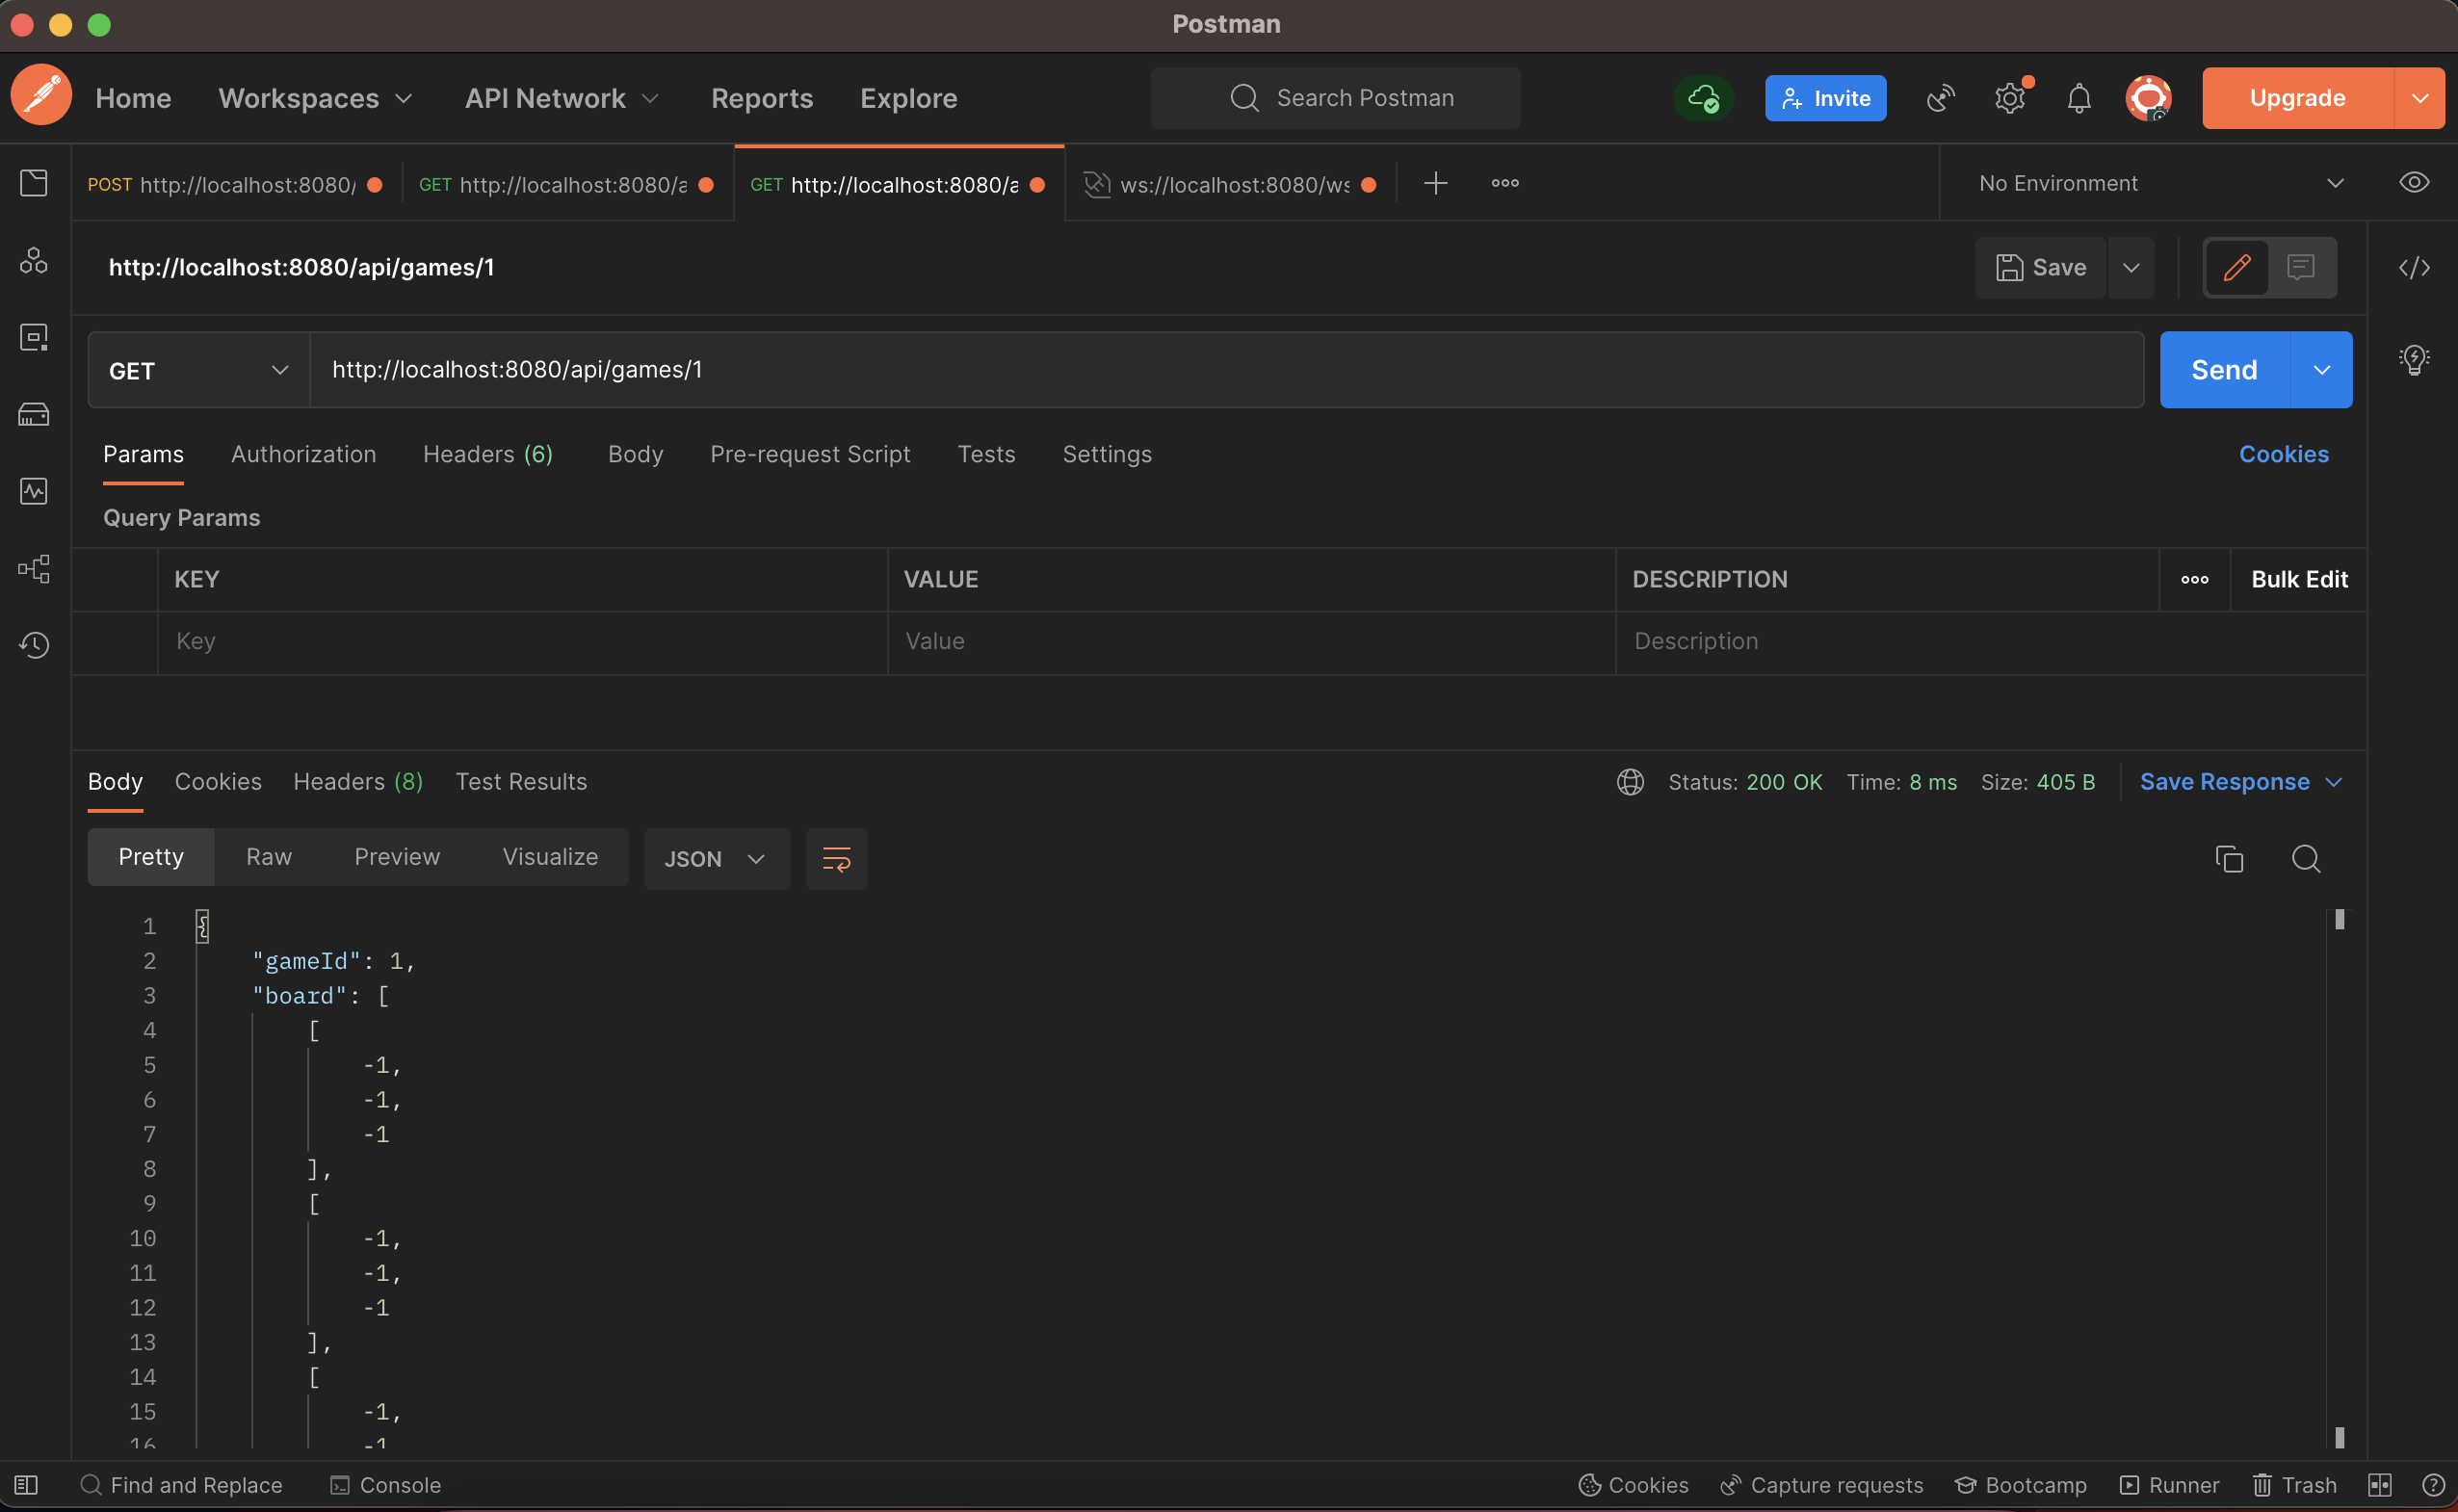 Postman
Home Workspaces API Network Reports Explore Search Postman Invite Upgrade
POST http://localhost:8080/ GET http://localhost:8080/a GET http://localhost:8080/a ws://localhost:8080/ws No Environment
http://localhost:8080/api/games/1 Save
GET http://localhost:8080/api/games/1 Send
Params Authorization Headers (6) Body Pre-request Script Tests Settings Cookies
Query Params
KEY VALUE DESCRIPTION Bulk Edit
Key Value Description
Body Cookies Headers (8) Test Results Status: 200 OK Time: 8 ms Size: 405 B Save Response
Pretty Raw Preview Visualize JSON
1 {
2 "gameId": 1,
3 "board": [
4 [
5 -1,
6 -1,
7 -1
8 ],
9 [
10 -1,
11 -1,
12 -1
13 ],
14 [
15 -1,
16 -1
Find and Replace Console Cookies Capture requests Bootcamp Runner Trash